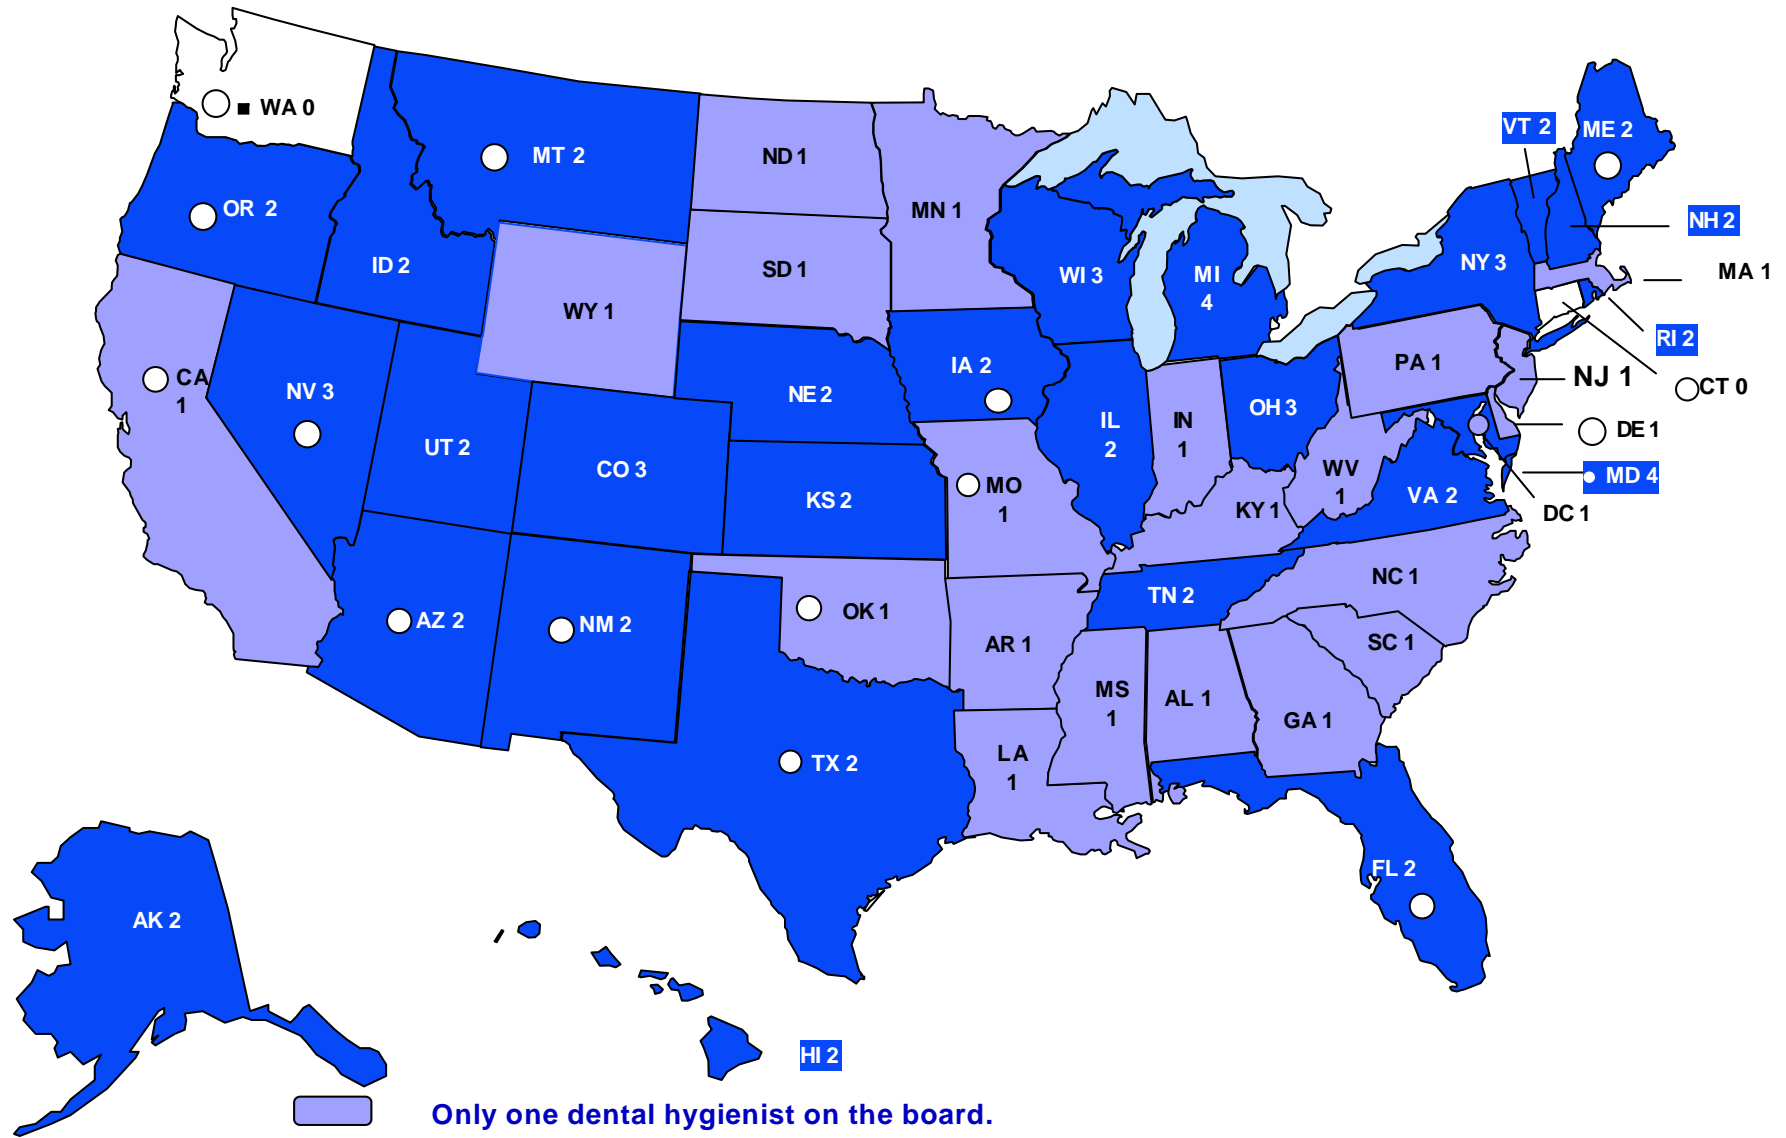 VT 2
ME 2
■ WA 0
MT 2
ND 1
OR 2
MN 1
NH 2
ID 2
SD 1
WI 3
MI
4
NY 3
MA 1
WY 1
RI 2
IA 2
PA 1
NJ 1
CT 0
CA
1
NV 3
NE 2
IL
2
IN
1
OH 3
DE 1
UT 2
CO 3
KS 2
MO
1
WV
1
VA 2
• MD 4
KY 1
DC 1
NC 1
TN 2
AZ 2
NM 2
OK 1
AR 1
SC 1
MS
1
AL 1
GA 1
TX 2
LA
1
FL 2
AK 2
HI 2
Only one dental hygienist on the board.